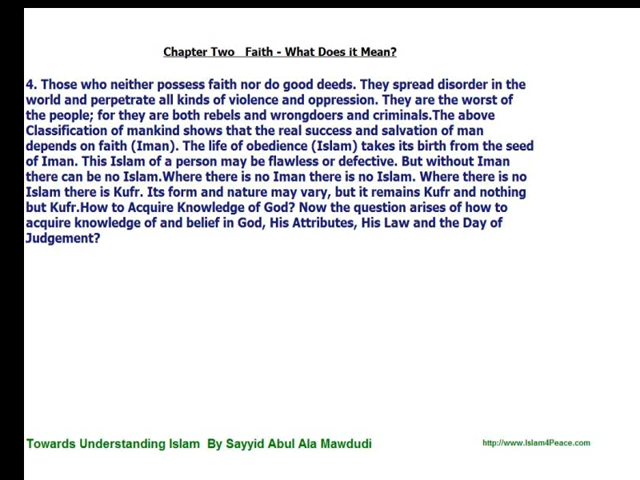 Chapter Two   Faith - What Does it Mean?
4. Those who neither possess faith nor do good deeds. They spread disorder in the
world and perpetrate all kinds of violence and oppression. They are the worst of
the people; for they are both rebels and wrongdoers and criminals.The above
Classification of mankind shows that the real success and salvation of man
depends on faith (Iman). The life of obedience (Islam) takes its birth from the seed
of Iman. This Islam of a person may be flawless or defective. But without Iman
there can be no Islam.Where there is no Iman there is no Islam. Where there is no
Islam there is Kufr. Its form and nature may vary, but it remains Kufr and nothing
but Kufr.How to Acquire Knowledge of God? Now the question arises of how to
acquire knowledge of and belief in God, His Attributes, His Law and the Day of
Judgement?
Towards Understanding Islam  By Sayyid Abul Ala Mawdudi
http://www.Islam4Peace.com